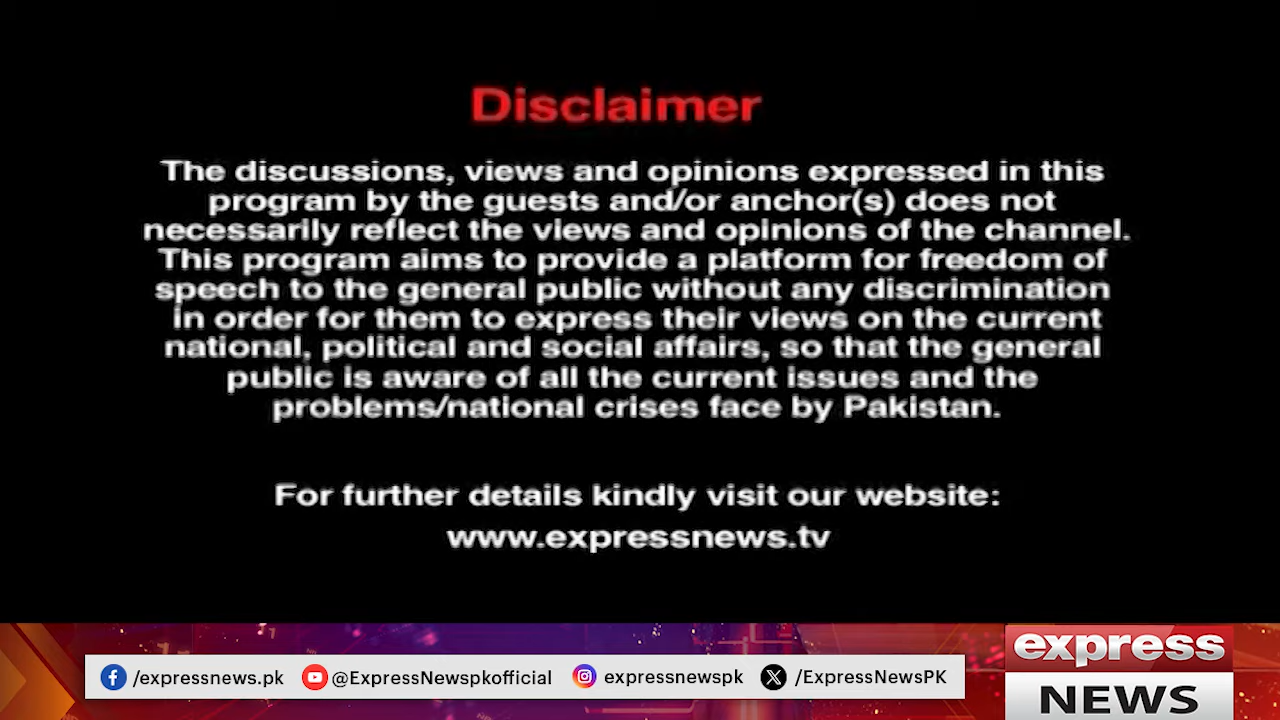 Disclaimer
The discussions, views and opinions expressed in this
program by the guests and/or anchor(s) does not
necessarily reflect the views and opinions of the channel.
This program aims to provide a platform for freedom of
speech to the general public without any discrimination
in order for them to express their views on the current
national, political and social affairs, so that the general
public is aware of all the current issues and the
problems/national crises face by Pakistan.
For further details kindly visit our website:
www.expressnews.tv
/expressnews.pk @ExpressNewspkofficial expressnewspk /ExpressNewsPK
express
NEWS